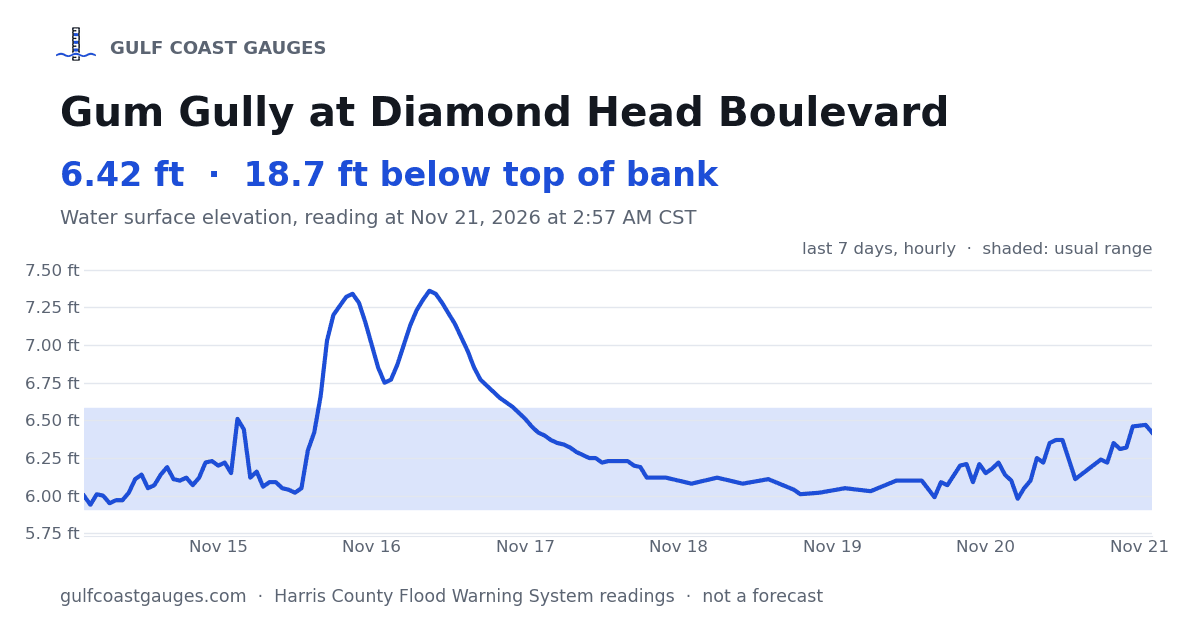 GULF COAST GAUGES
Gum Gully at Diamond Head Boulevard
6.42 ft · 18.7 ft below top of bank
Water surface elevation, reading at Nov 21, 2026 at 2:57 AM CST
last 7 days, hourly · shaded: usual range
7.50 ft
7.25 ft
7.00 ft
6.75 ft
6.50 ft
6.25 ft
6.00 ft
5.75 ft
Nov 15 Nov 16 Nov 17 Nov 18 Nov 19 Nov 20 Nov 21
gulfcoastgauges.com · Harris County Flood Warning System readings · not a forecast